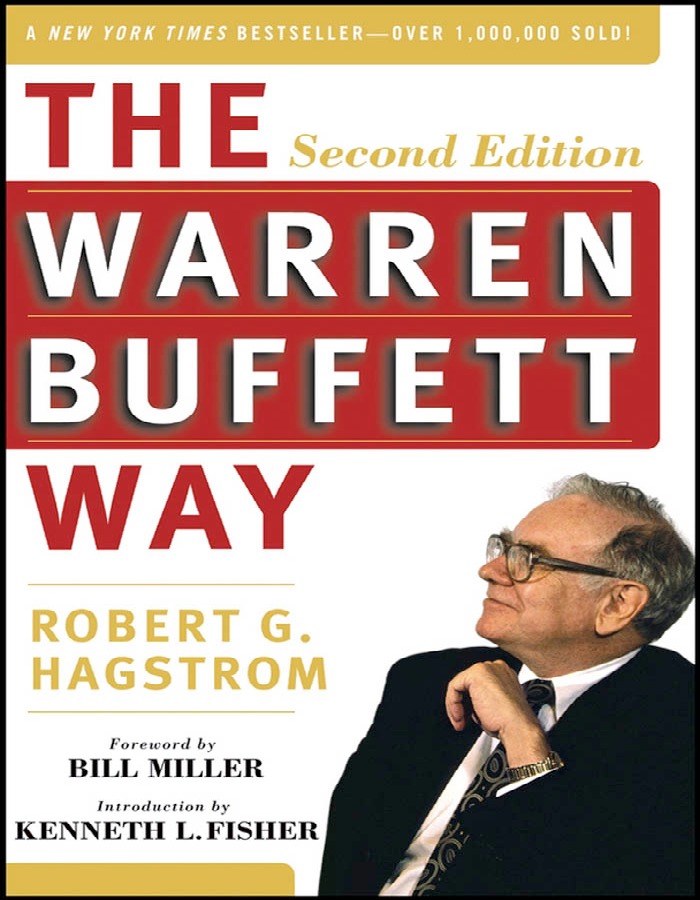 A NEW YORK TIMES BESTSELLER—OVER 1,000,000 SOLD!
THE
Second Edition
WARREN
BUFFETT
WAY
ROBERT G.
HAGSTROM
Foreword by
BILL MILLER
Introduction by
KENNETH L. FISHER